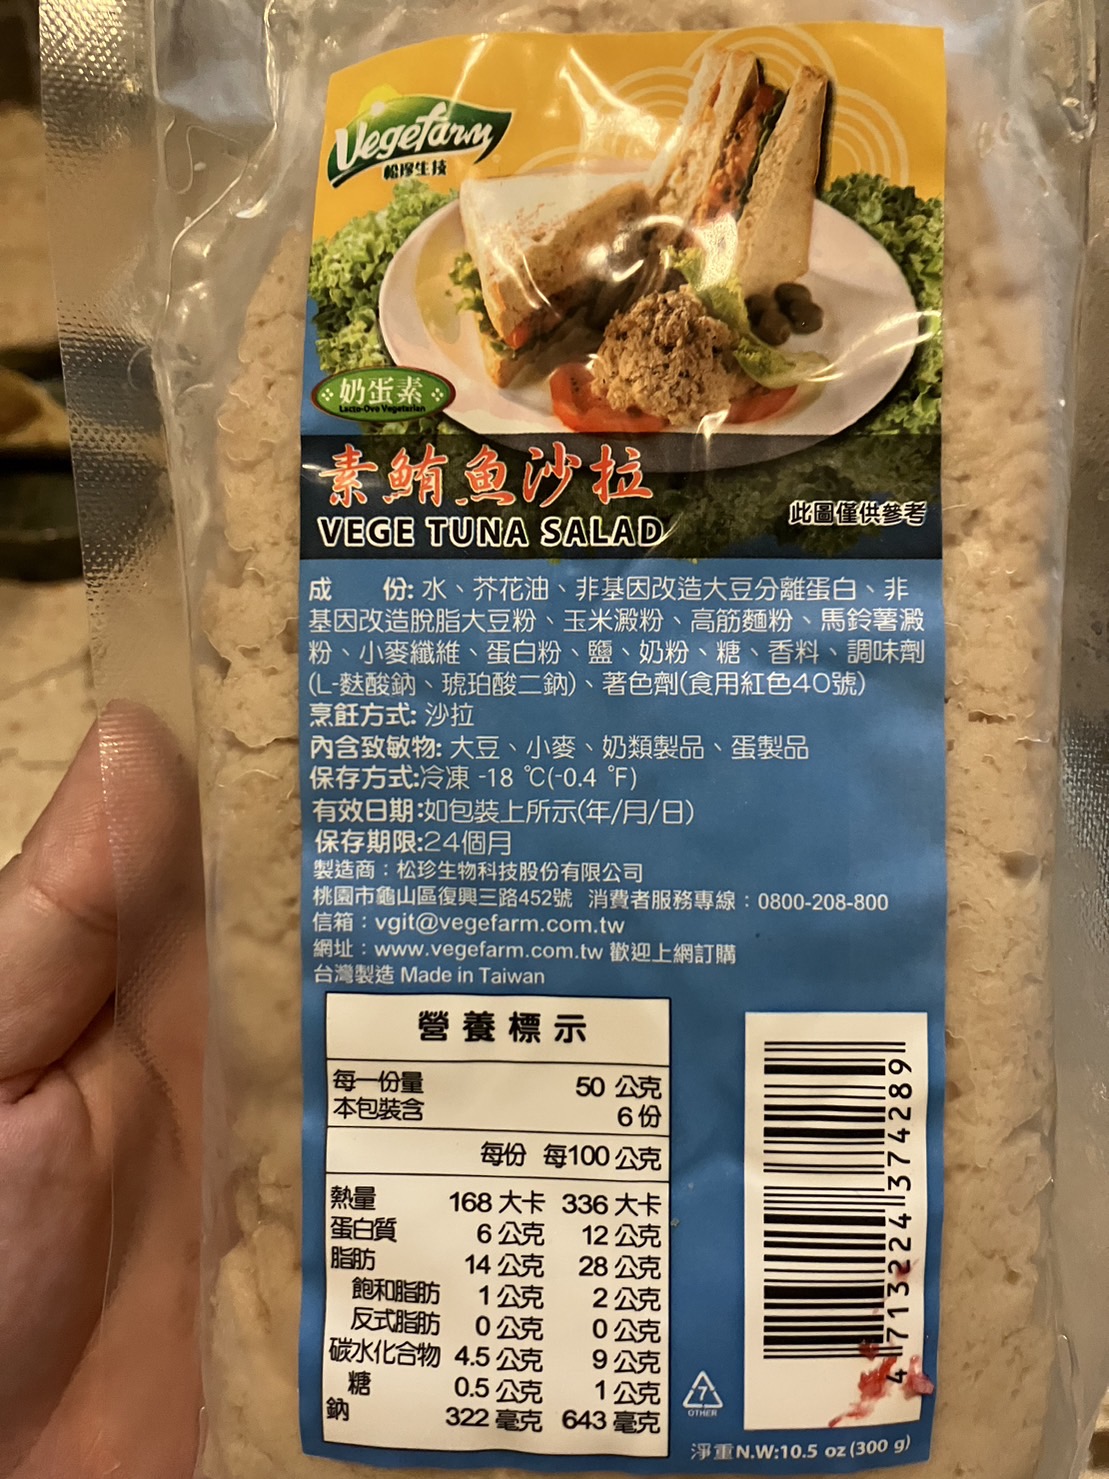 Vegefarm
松珍生技
奶蛋素
Lacto-Ovo Vegetarian
素鮪魚沙拉
VEGE TUNA SALAD
此圖僅供參考
成　　份: 水、芥花油、非基因改造大豆分離蛋白、非
基因改造脫脂大豆粉、玉米澱粉、高筋麵粉、馬鈴薯澱
粉、小麥纖維、蛋白粉、鹽、奶粉、糖、香料、調味劑
(L-麩酸鈉、琥珀酸二鈉)、著色劑(食用紅色40號)
烹飪方式: 沙拉
內含致敏物: 大豆、小麥、奶類製品、蛋製品
保存方式:冷凍 -18 ℃(-0.4 ℉)
有效日期:如包裝上所示(年/月/日)
保存期限:24個月
製造商：松珍生物科技股份有限公司
桃園市龜山區復興三路452號 消費者服務專線：0800-208-800
信箱：vgit@vegefarm.com.tw
網址：www.vegefarm.com.tw 歡迎上網訂購
台灣製造 Made in Taiwan
營養標示
每一份量 50 公克
本包裝含 6 份
每份 每100 公克
熱量 168 大卡 336 大卡
蛋白質 6 公克 12 公克
脂肪 14 公克 28 公克
飽和脂肪 1 公克 2 公克
反式脂肪 0 公克 0 公克
碳水化合物 4.5 公克 9 公克
糖 0.5 公克 1 公克
鈉 322 毫克 643 毫克
4 713224 374289
7
OTHER
淨重N.W:10.5 oz (300 g)